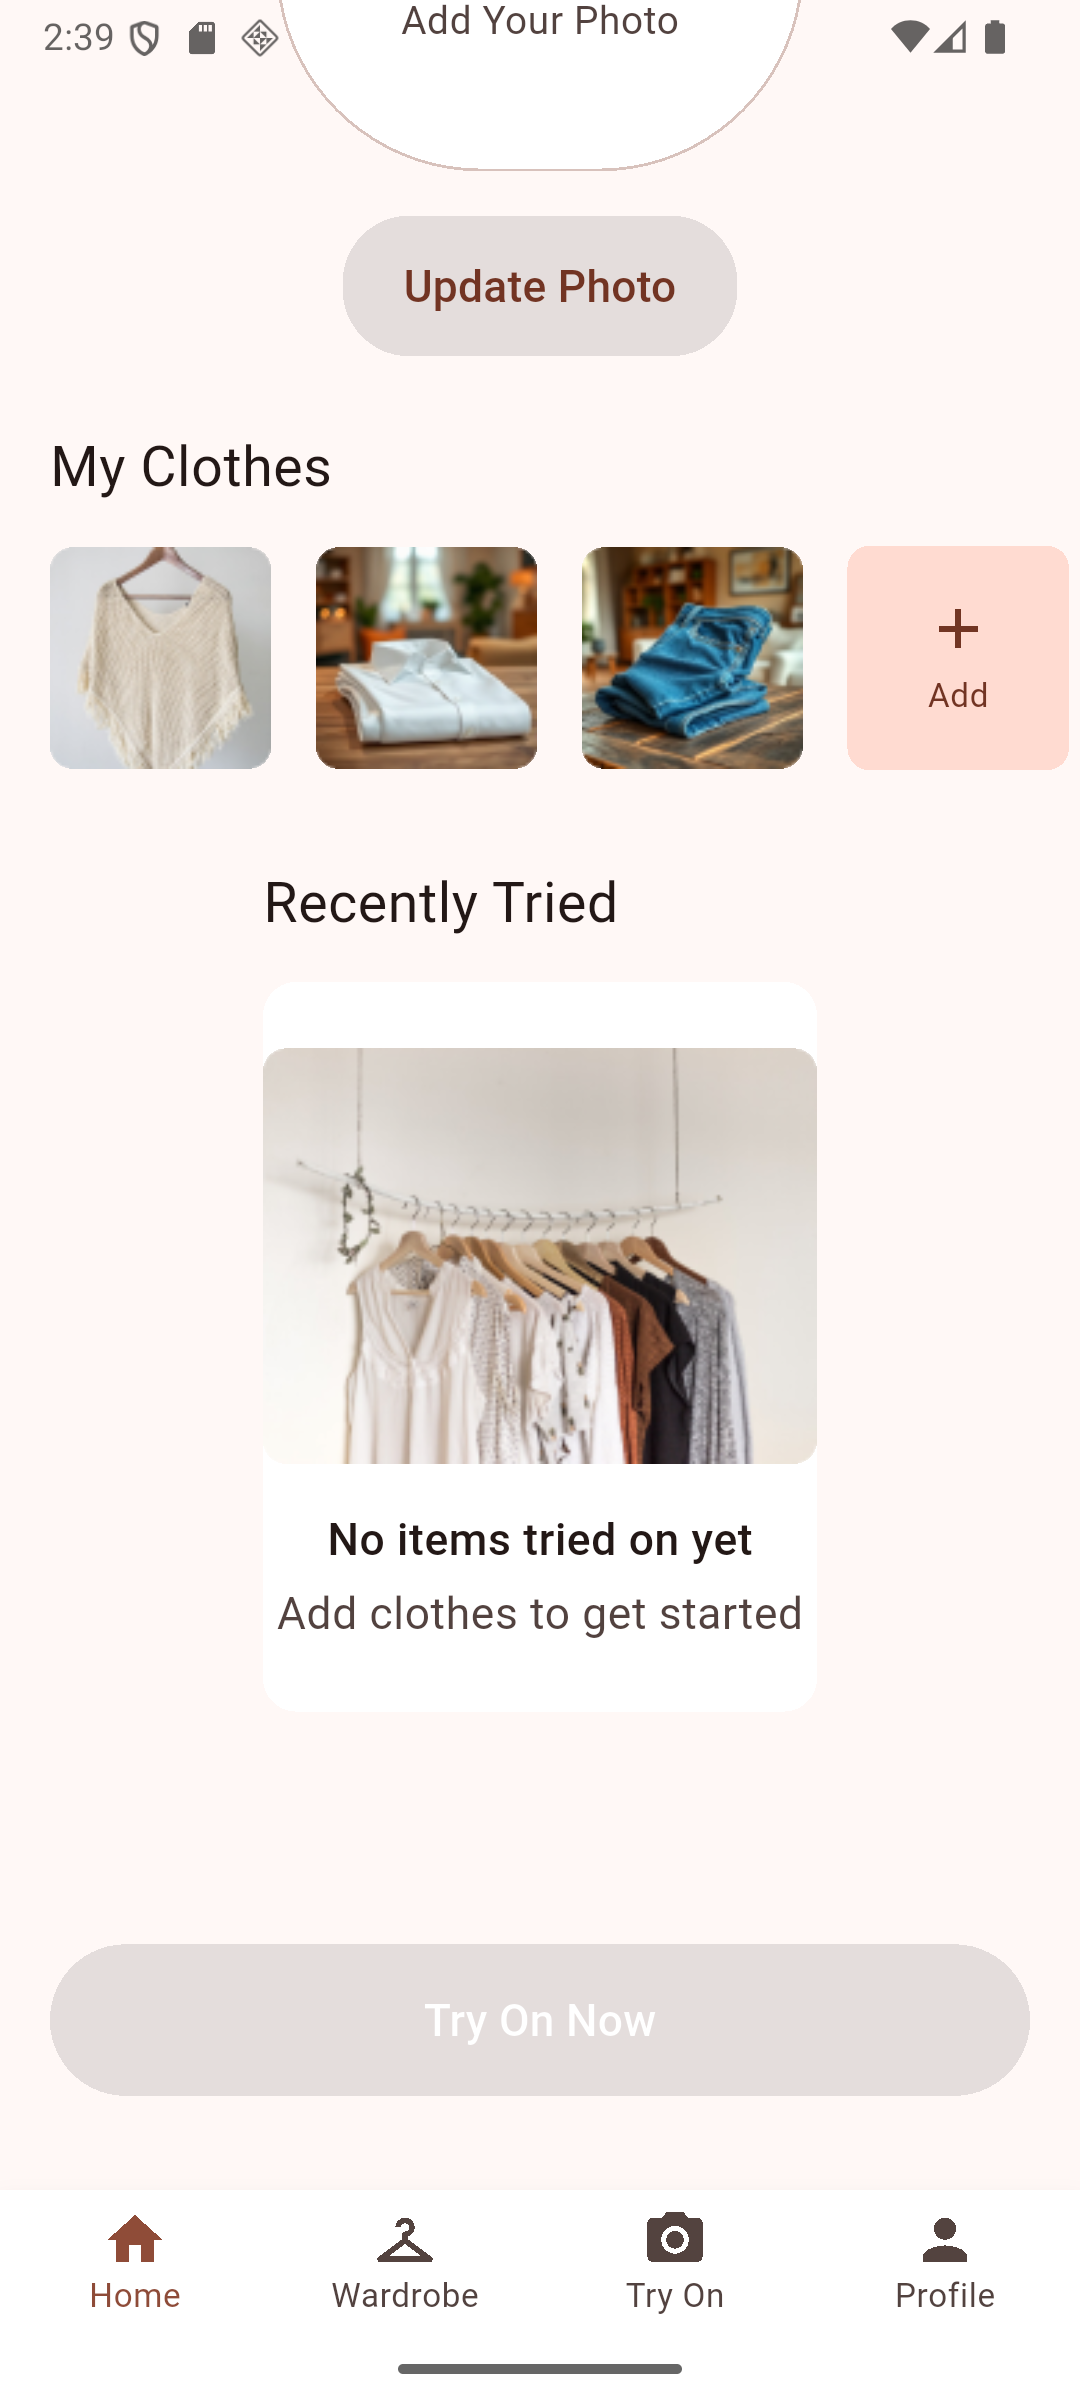 2:39
Add Your Photo
Update Photo
My Clothes
Add
Recently Tried
No items tried on yet
Add clothes to get started
Try On Now
Home
Wardrobe
Try On
Profile